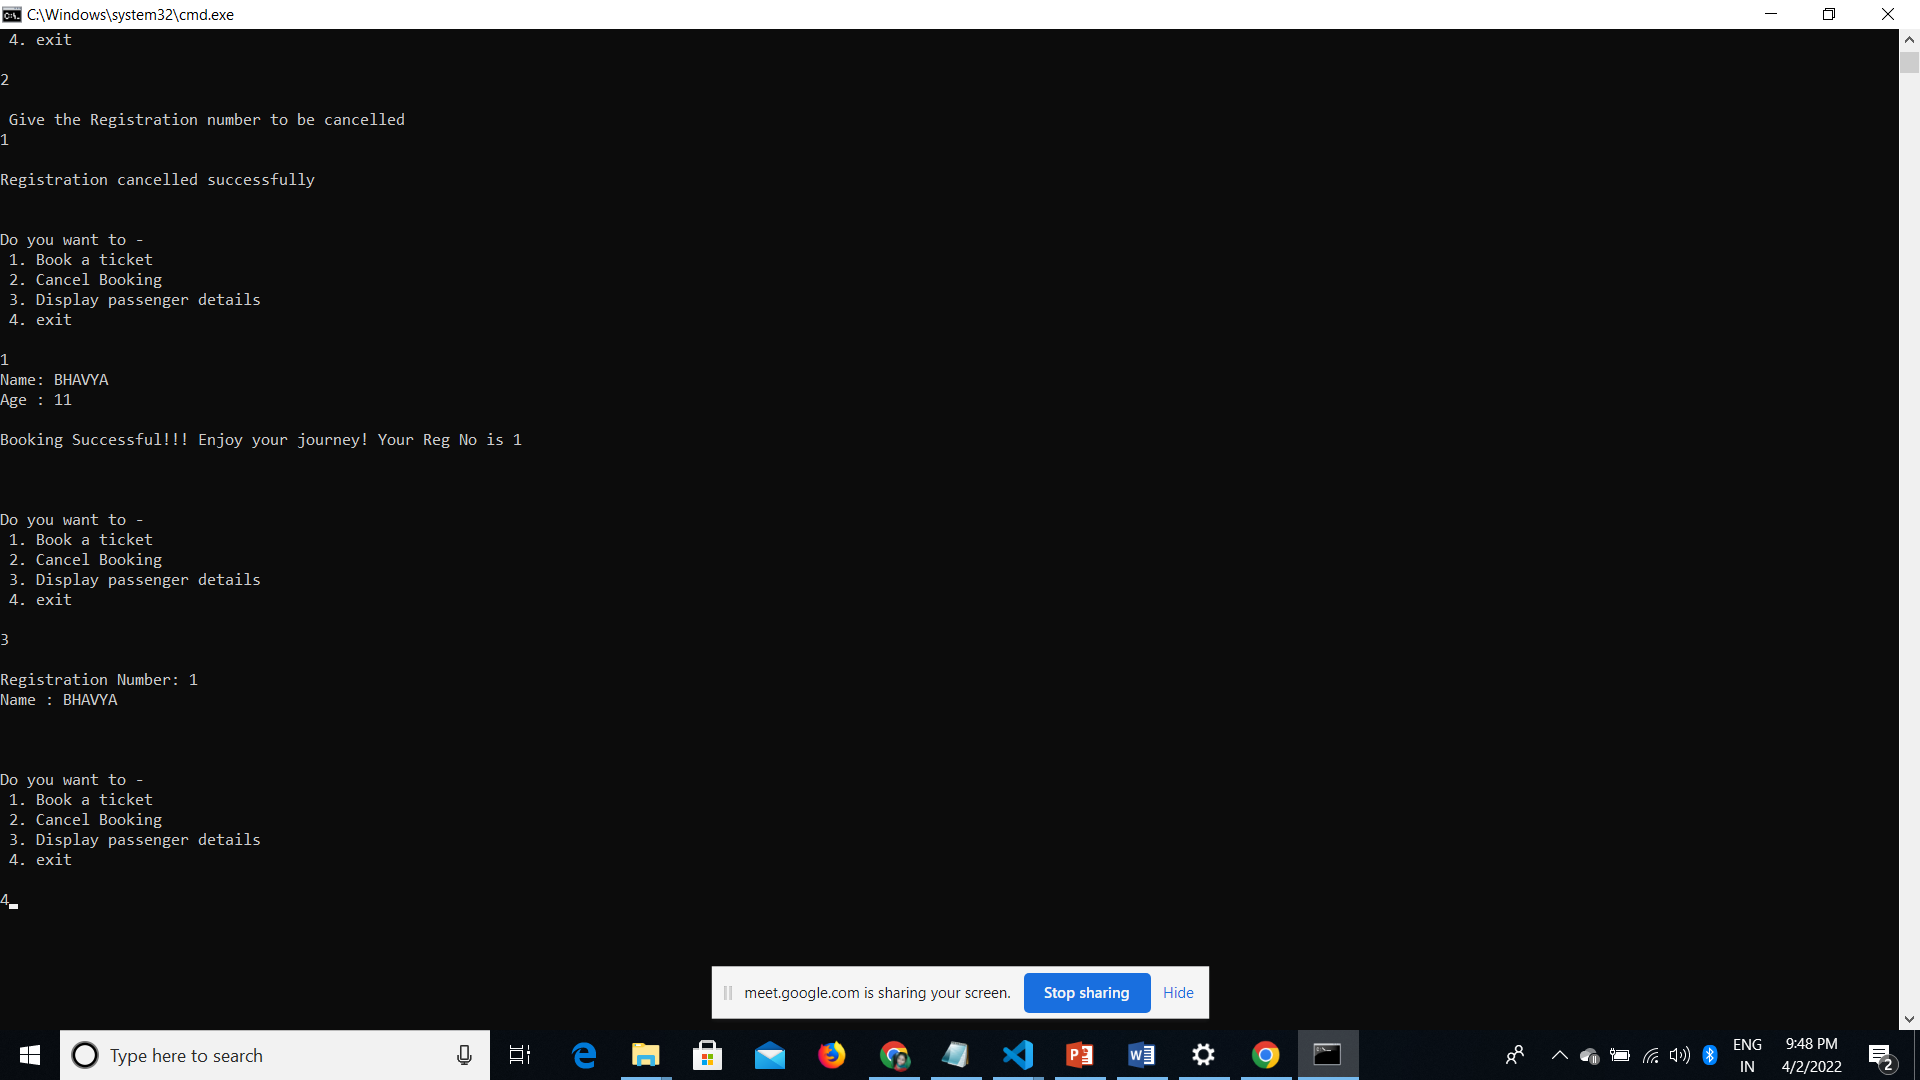 C:\Windows\system32\cmd.exe
4. exit
2
Give the Registration number to be cancelled
1
Registration cancelled successfully
Do you want to -
1. Book a ticket
2. Cancel Booking
3. Display passenger details
4. exit
1
Name: BHAVYA
Age : 11
Booking Successful!!! Enjoy your journey! Your Reg No is 1
Do you want to -
1. Book a ticket
2. Cancel Booking
3. Display passenger details
4. exit
3
Registration Number: 1
Name : BHAVYA
Do you want to -
1. Book a ticket
2. Cancel Booking
3. Display passenger details
4. exit
4
meet.google.com is sharing your screen. Stop sharing Hide
Type here to search
ENG
IN
9:48 PM
4/2/2022
2